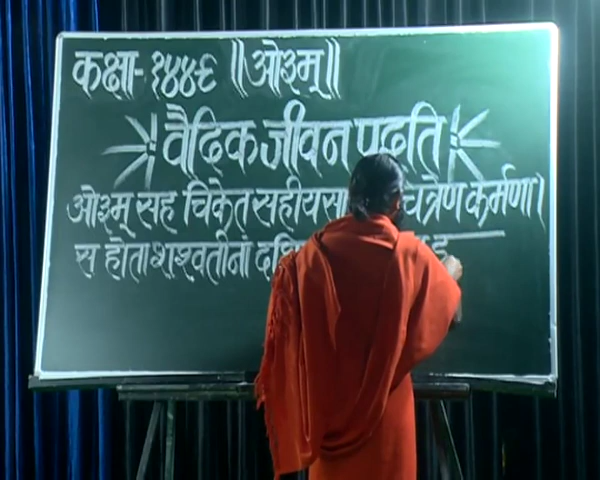 कक्षा-१४४६ ॥ओ३म्॥
वैदिक जीवन पद्धति
ओ३म् सह चिकेत सहीयसा चित्रेण कर्मणा।
स होता शश्वतीनां